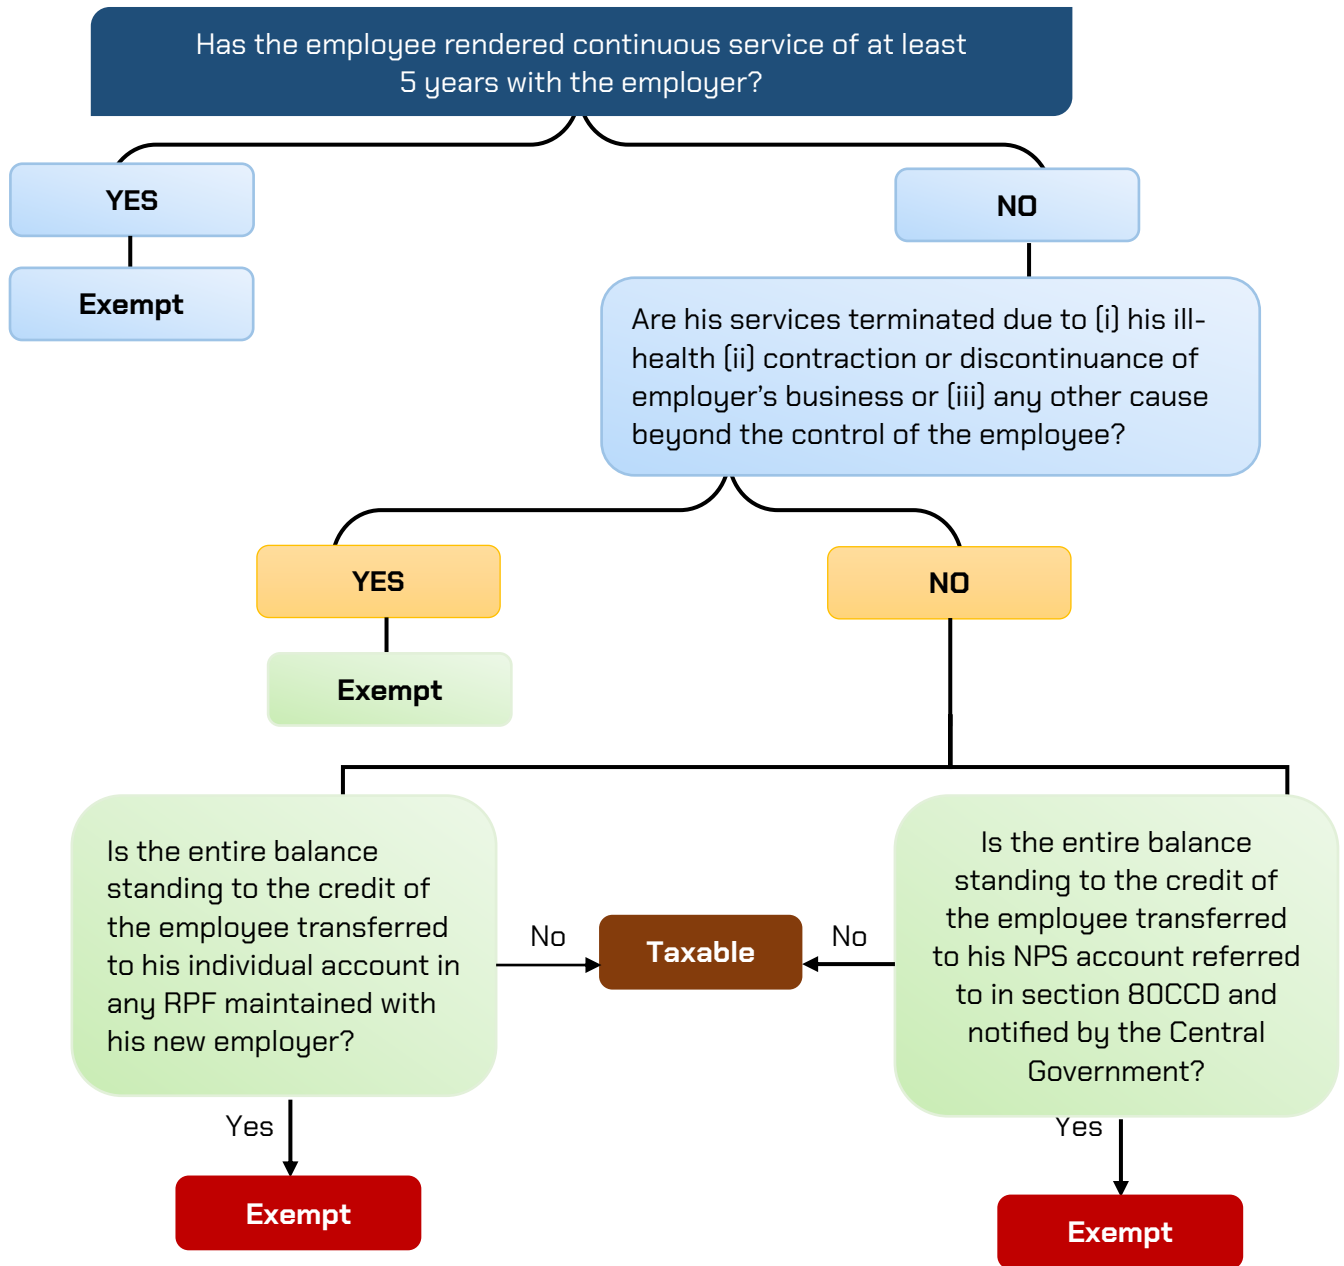 Has the employee rendered continuous service of at least
5 years with the employer?
YES
NO
Exempt
Are his services terminated due to (i) his ill-
health (ii) contraction or discontinuance of
employer’s business or (iii) any other cause
beyond the control of the employee?
YES
NO
Exempt
Is the entire balance
standing to the credit of
the employee transferred
to his individual account in
any RPF maintained with
his new employer?
No
Taxable
No
Is the entire balance
standing to the credit of
the employee transferred
to his NPS account referred
to in section 80CCD and
notified by the Central
Government?
Yes
Yes
Exempt
Exempt